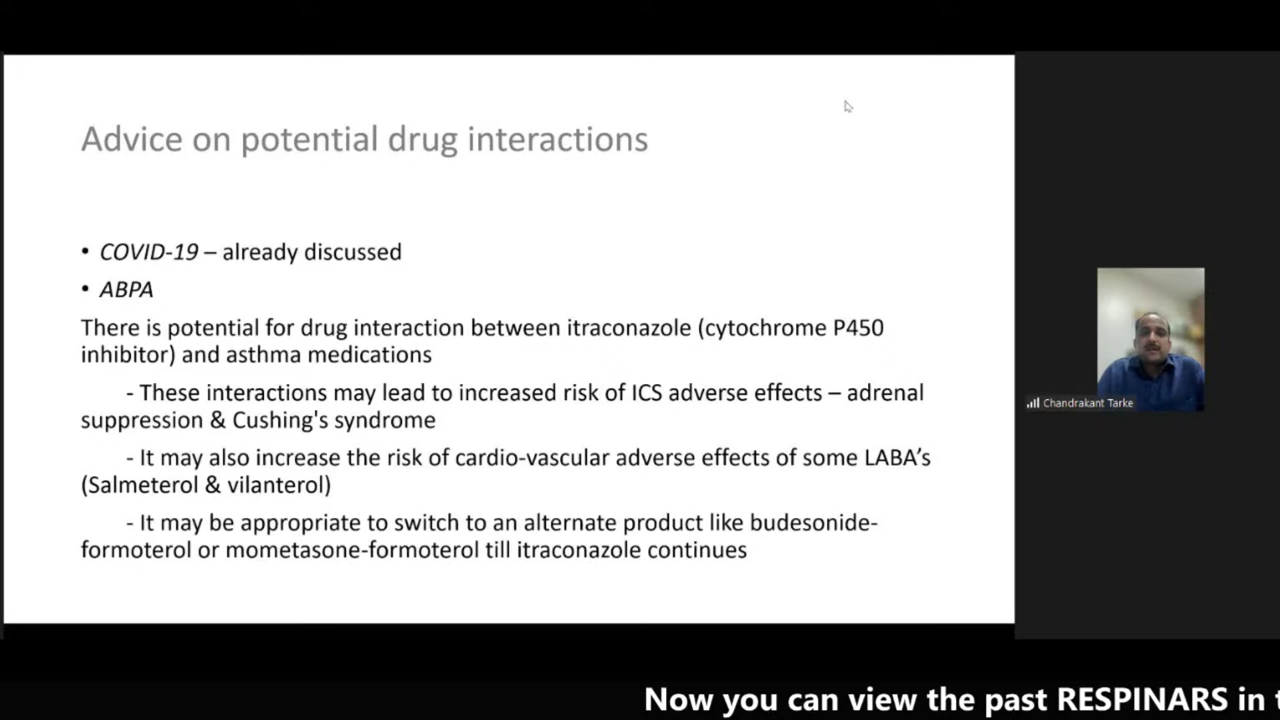 Advice on potential drug interactions
• COVID-19 – already discussed
• ABPA
There is potential for drug interaction between itraconazole (cytochrome P450
inhibitor) and asthma medications
- These interactions may lead to increased risk of ICS adverse effects – adrenal
suppression & Cushing's syndrome
- It may also increase the risk of cardio-vascular adverse effects of some LABA’s
(Salmeterol & vilanterol)
- It may be appropriate to switch to an alternate product like budesonide-
formoterol or mometasone-formoterol till itraconazole continues
Chandrakant Tarke
Now you can view the past RESPINARS in